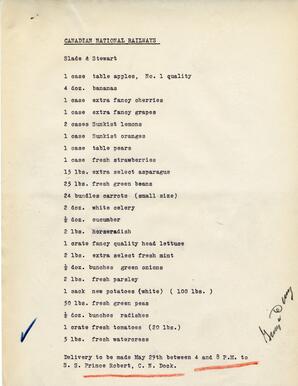 CANADIAN NATIONAL RAILWAYS
Slade & Stewart
1 case table apples, No. 1 quality
4 doz. bananas
1 case extra fancy cherries
1 case extra fancy grapes
2 cases Sunkist lemons
1 case Sunkist oranges
1 case table pears
1 case fresh strawberries
15 lbs. extra select asparagus
25 lbs. fresh green beans
24 bundles carrots (small size)
2 doz. white celery
½ doz. cucumber
2 lbs. horseradish
1 crate fancy quality head lettuce
2 lbs. extra select fresh mint
½ doz. bunches green onions
2 lbs. fresh parsley
1 sack new potatoes (white) ( 100 lbs. )
50 lbs. fresh green peas
½ doz. bunches radishes
1 crate fresh tomatoes (20 lbs.)
5 lbs. fresh watercress
Delivery to be made May 29th between 4 and 8 P.M. to
S. S. Prince Robert, C. N. Dock.